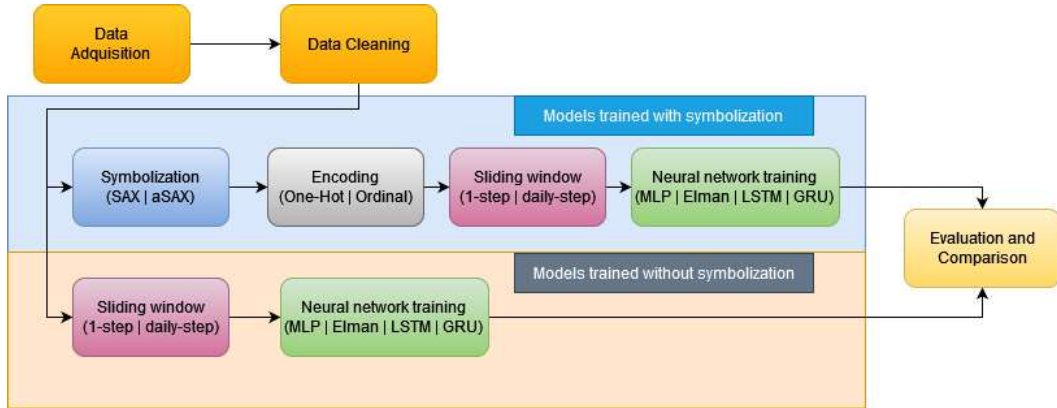 Data
Adquisition
Data Cleaning
Models trained with symbolization
Symbolization
(SAX | aSAX)
Encoding
(One-Hot | Ordinal)
Sliding window
(1-step | daily-step)
Neural network training
(MLP | Elman | LSTM | GRU)
Evaluation and
Comparison
Models trained without symbolization
Sliding window
(1-step | daily-step)
Neural network training
(MLP | Elman | LSTM | GRU)